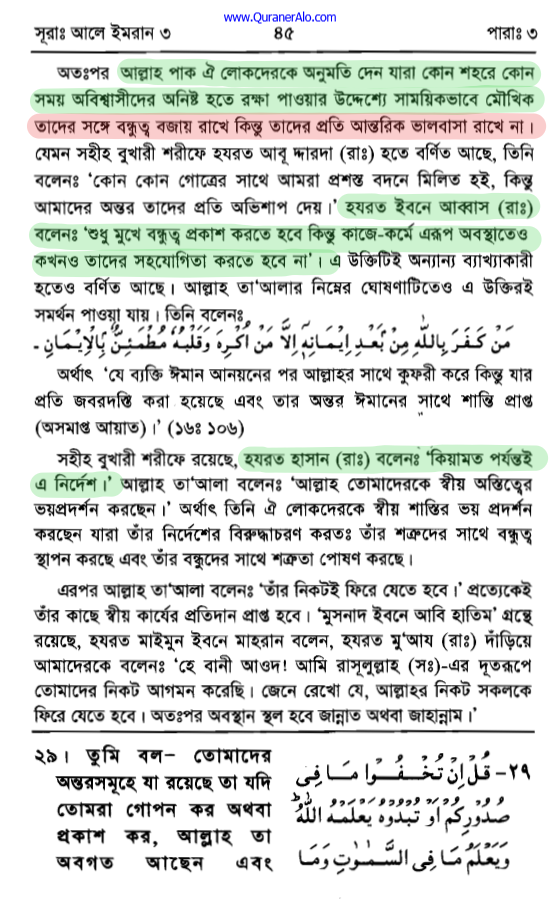 www.QuranerAlo.com
সূরাঃ আলে ইমরান ৩ ৪৫ পারাঃ ৩
অতঃপর আল্লাহ পাক ঐ লোকদেরকে অনুমতি দেন যারা কোন শহরে কোন
সময় অবিশ্বাসীদের অনিষ্ট হতে রক্ষা পাওয়ার উদ্দেশ্যে সাময়িকভাবে মৌখিক
তাদের সঙ্গে বন্ধুত্ব বজায় রাখে কিন্তু তাদের প্রতি আন্তরিক ভালবাসা রাখে না।
যেমন সহীহ বুখারী শরীফে হযরত আবূ দ্দারদা (রাঃ) হতে বর্ণিত আছে, তিনি
বলেনঃ ‘কোন কোন গোত্রের সাথে আমরা প্রশস্ত বদনে মিলিত হই, কিন্তু
আমাদের অন্তর তাদের প্রতি অভিশাপ দেয়।’ হযরত ইবনে আব্বাস (রাঃ)
বলেনঃ ‘শুধু মুখে বন্ধুত্ব প্রকাশ করতে হবে কিন্তু কাজে-কর্মে এরূপ অবস্থাতেও
কখনও তাদের সহযোগিতা করতে হবে না’। এ উক্তিটিই অন্যান্য ব্যাখ্যাকারী
হতেও বর্ণিত আছে। আল্লাহ তা‘আলার নিম্নের ঘোষণাটিতেও এ উক্তিরই
সমর্থন পাওয়া যায়। তিনি বলেনঃ
مَنْ كَفَرَ بِاللّٰهِ مِنْ بَعْدِ اِيْمَانِهٖ اِلَّا مَنْ اُكْرِهَ وَقَلْبُهٗ مُطْمَئِنٌّ بِالْاِيْمَانِ ـ
অর্থাৎ ‘যে ব্যক্তি ঈমান আনয়নের পর আল্লাহর সাথে কুফরী করে কিন্তু যার
প্রতি জবরদস্তি করা হয়েছে এবং তার অন্তর ঈমানের সাথে শান্তি প্রাপ্ত
(অসমাপ্ত আয়াত)।’ (১৬ঃ ১০৬)
সহীহ বুখারী শরীফে রয়েছে, হযরত হাসান (রাঃ) বলেনঃ ‘কিয়ামত পর্যন্তই
এ নির্দেশ।’ আল্লাহ তা‘আলা বলেনঃ ‘আল্লাহ তোমাদেরকে স্বীয় অস্তিত্বের
ভয়প্রদর্শন করছেন।’ অর্থাৎ তিনি ঐ লোকদেরকে স্বীয় শাস্তির ভয় প্রদর্শন
করছেন যারা তাঁর নির্দেশের বিরুদ্ধাচরণ করতঃ তাঁর শত্রুদের সাথে বন্ধুত্ব
স্থাপন করছে এবং তাঁর বন্ধুদের সাথে শত্রুতা পোষণ করছে।
এরপর আল্লাহ তা‘আলা বলেনঃ ‘তাঁর নিকটই ফিরে যেতে হবে।’ প্রত্যেকেই
তাঁর কাছে স্বীয় কার্যের প্রতিদান প্রাপ্ত হবে। ‘মুসনাদ ইবনে আবি হাতিম’ গ্রন্থে
রয়েছে, হযরত মাইমুন ইবনে মাহরান বলেন, হযরত মু‘আয (রাঃ) দাঁড়িয়ে
আমাদেরকে বলেনঃ ‘হে বানী আওদ! আমি রাসূলুল্লাহ (সঃ)-এর দূতরূপে
তোমাদের নিকট আগমন করেছি। জেনে রেখো যে, আল্লাহর নিকট সকলকে
ফিরে যেতে হবে। অতঃপর অবস্থান স্থল হবে জান্নাত অথবা জাহান্নাম।’
২৯। তুমি বল– তোমাদের
অন্তরসমূহে যা রয়েছে তা যদি
তোমরা গোপন কর অথবা
প্রকাশ কর, আল্লাহ তা
অবগত আছেন এবং
٢٩- قُلْ اِنْ تُخْفُوْا مَا فِى
صُدُوْرِكُمْ اَوْ تُبْدُوْهُ يَعْلَمْهُ اللّٰهُ ؕ
وَيَعْلَمُ مَا فِى السَّمٰوٰتِ وَمَا